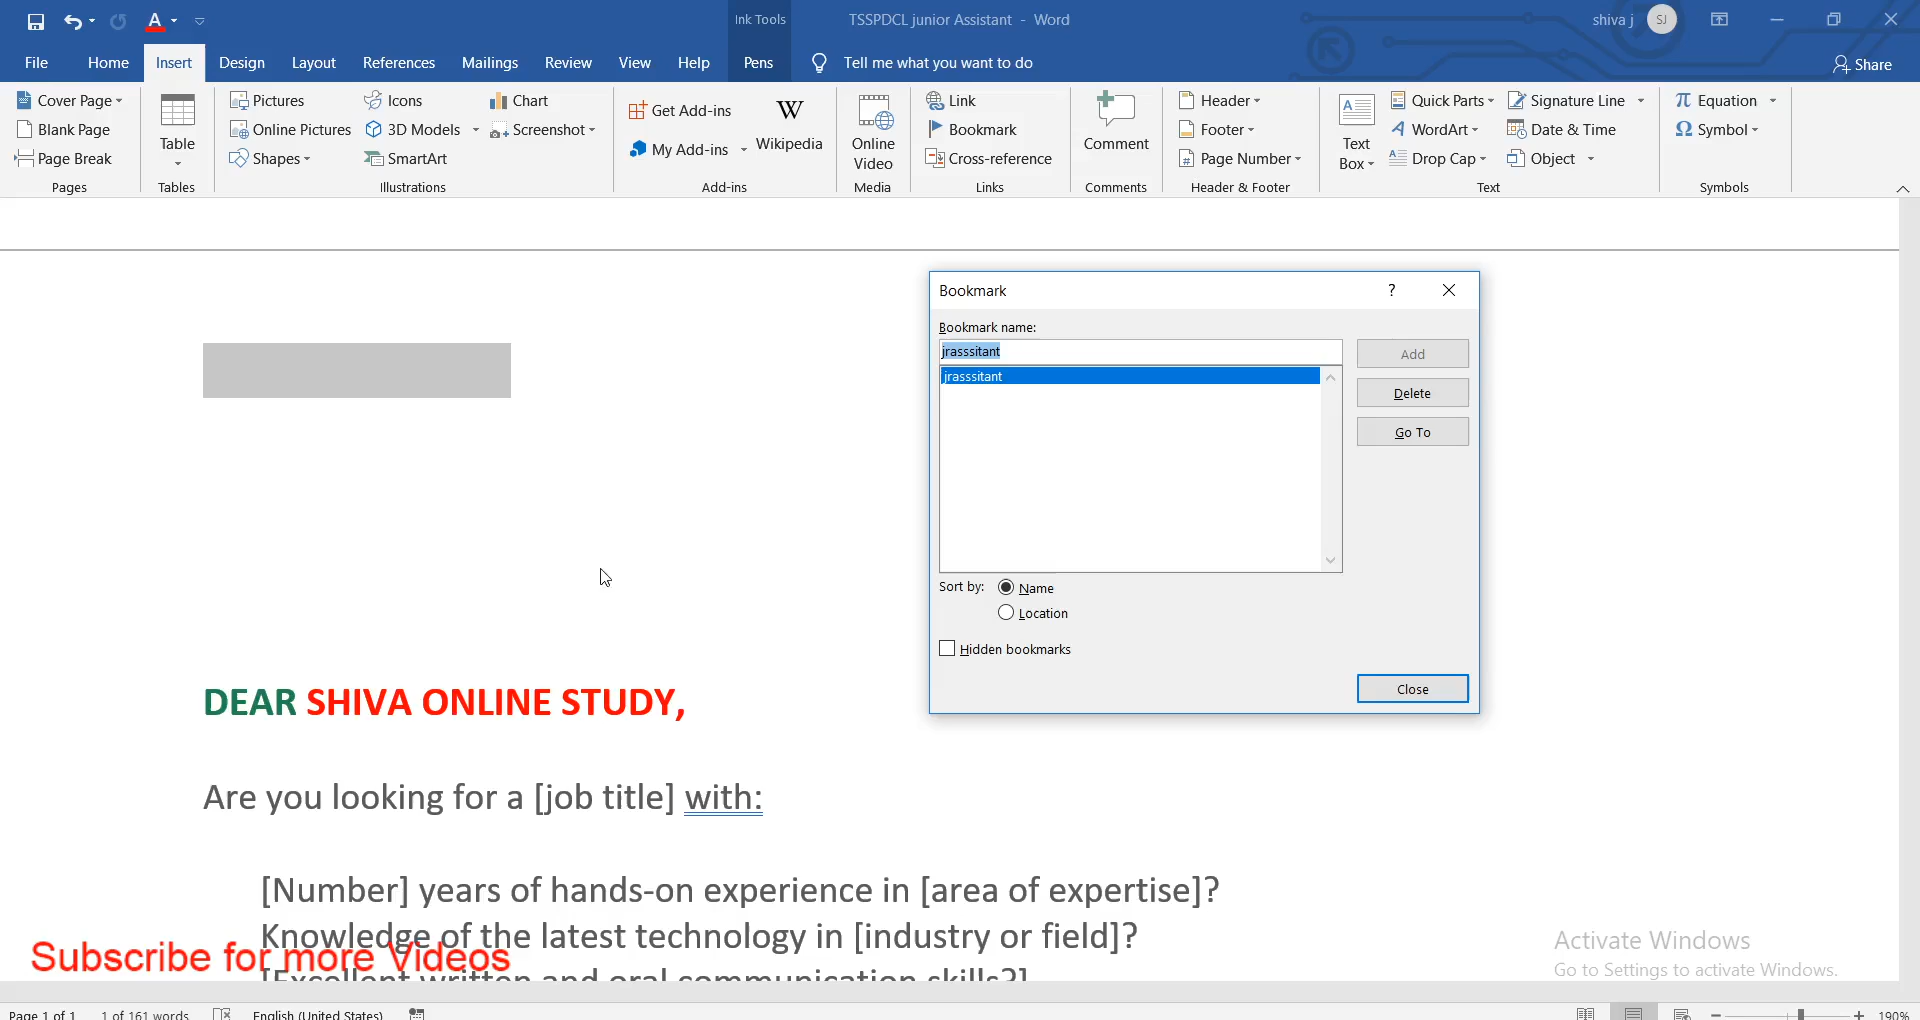 Ink Tools
TSSPDCL junior Assistant - Word
shiva j
SJ
File Home Insert Design Layout References Mailings Review View Help Pens Tell me what you want to do
Share
Cover Page
Blank Page
Page Break
Pages
Table
Tables
Pictures
Online Pictures
Shapes
Icons
3D Models
SmartArt
Chart
Screenshot
Illustrations
Get Add-ins
My Add-ins
W
Wikipedia
Add-ins
Online
Video
Media
Link
Bookmark
Cross-reference
Links
Comment
Comments
Header
Footer
Page Number
Header & Footer
Text
Box
Quick Parts
WordArt
Drop Cap
Signature Line
Date & Time
Object
Text
Equation
Symbol
Symbols
Bookmark
?
Bookmark name:
jrasssitant
jrasssitant
Add
Delete
Go To
Sort by:
Name
Location
Hidden bookmarks
Close
DEAR SHIVA ONLINE STUDY,
Are you looking for a [job title] with:
[Number] years of hands-on experience in [area of expertise]?
Knowledge of the latest technology in [industry or field]?
[Excellent written and oral communication skills?]
Subscribe for more Videos
Activate Windows
Go to Settings to activate Windows.
Page 1 of 1 1 of 161 words English (United States) 190%